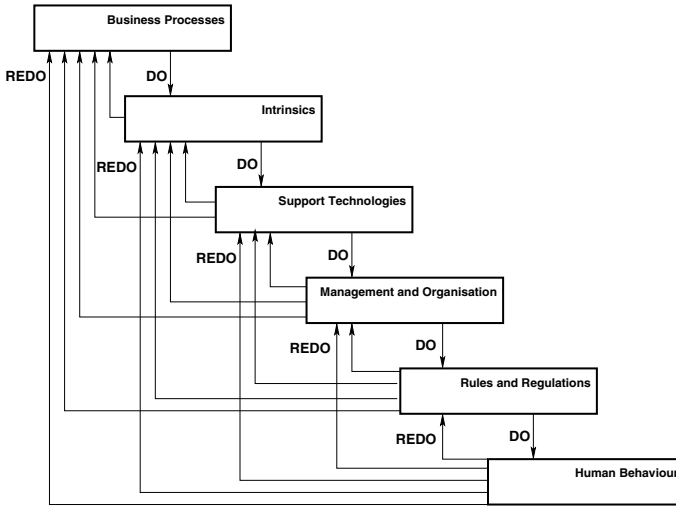 Business Processes
REDO
DO
Intrinsics
REDO
DO
Support Technologies
REDO
DO
Management and Organisation
REDO
DO
Rules and Regulations
REDO
DO
Human Behaviour